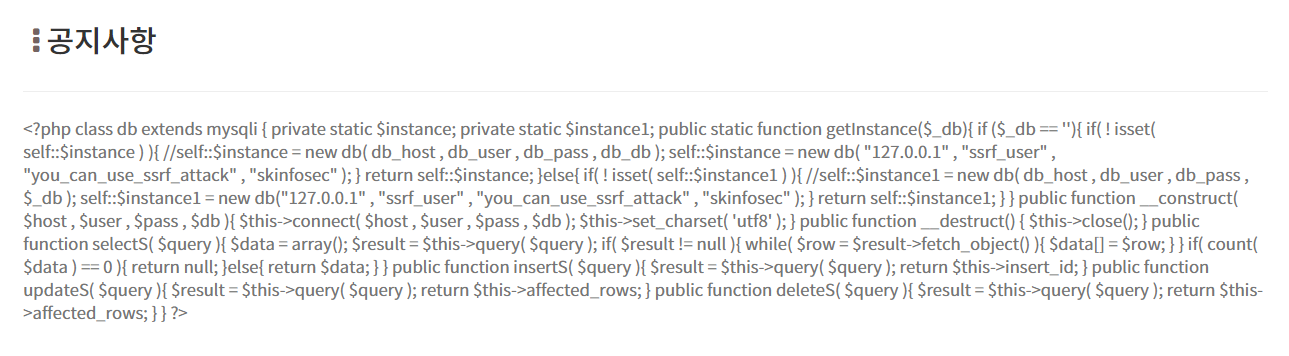 공지사항
<?php class db extends mysqli { private static $instance; private static $instance1; public static function getInstance($_db){ if ($_db == ''){ if( ! isset(
self::$instance ) ){ //self::$instance = new db( db_host , db_user , db_pass , db_db ); self::$instance = new db( "127.0.0.1" , "ssrf_user" ,
"you_can_use_ssrf_attack" , "skinfosec" ); } return self::$instance; }else{ if( ! isset( self::$instance1 ) ){ //self::$instance1 = new db( db_host , db_user , db_pass ,
$_db ); self::$instance1 = new db("127.0.0.1" , "ssrf_user" , "you_can_use_ssrf_attack" , "skinfosec" ); } return self::$instance1; } } public function __construct(
$host , $user , $pass , $db ){ $this->connect( $host , $user , $pass , $db ); $this->set_charset( 'utf8' ); } public function __destruct() { $this->close(); } public
function selectS( $query ){ $data = array(); $result = $this->query( $query ); if( $result != null ){ while( $row = $result->fetch_object() ){ $data[] = $row; } } if( count(
$data ) == 0 ){ return null; }else{ return $data; } } public function insertS( $query ){ $result = $this->query( $query ); return $this->insert_id; } public function
updateS( $query ){ $result = $this->query( $query ); return $this->affected_rows; } public function deleteS( $query ){ $result = $this->query( $query ); return $this-
>affected_rows; } } ?>